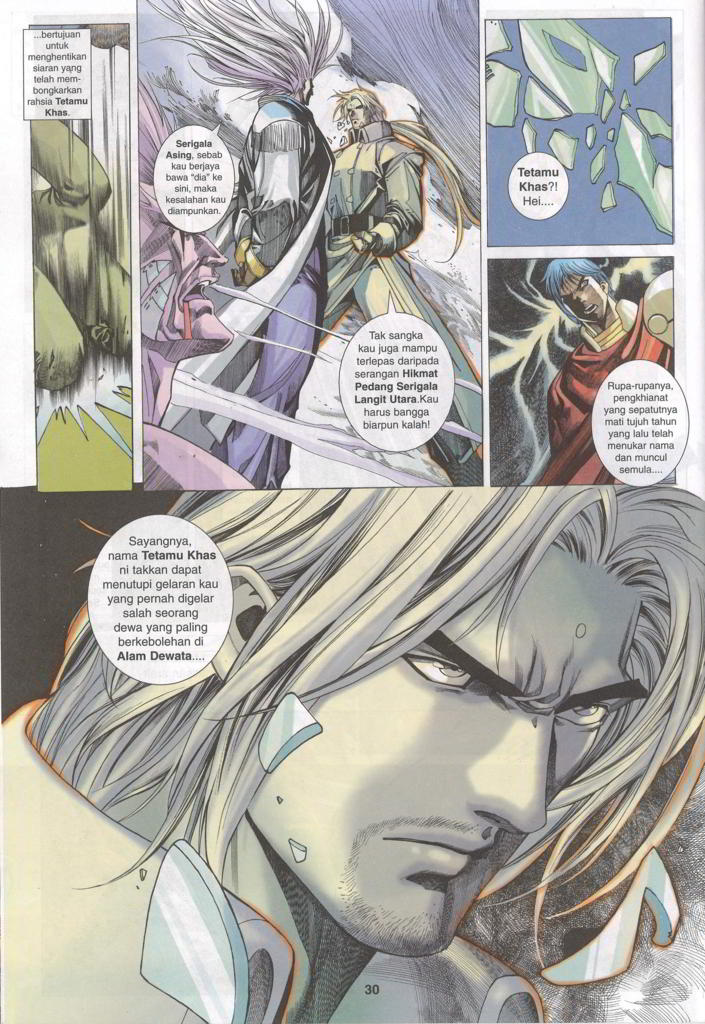 ...bertujuan
untuk
menghentikan
siaran yang
telah mem-
bongkarkan
rahsia Tetamu
Khas.
Serigala
Asing, sebab
kau berjaya
bawa "dia" ke
sini, maka
kesalahan kau
diampunkan.
Tak sangka
kau juga mampu
terlepas daripada
serangan Hikmat
Pedang Serigala
Langit Utara.Kau
harus bangga
biarpun kalah!
Tetamu
Khas?!
Hei....
Rupa-rupanya,
pengkhianat
yang sepatutnya
mati tujuh tahun
yang lalu telah
menukar nama
dan muncul
semula....
Sayangnya,
nama Tetamu Khas
ni takkan dapat
menutupi gelaran kau
yang pernah digelar
salah seorang
dewa yang paling
berkebolehan di
Alam Dewata....
30